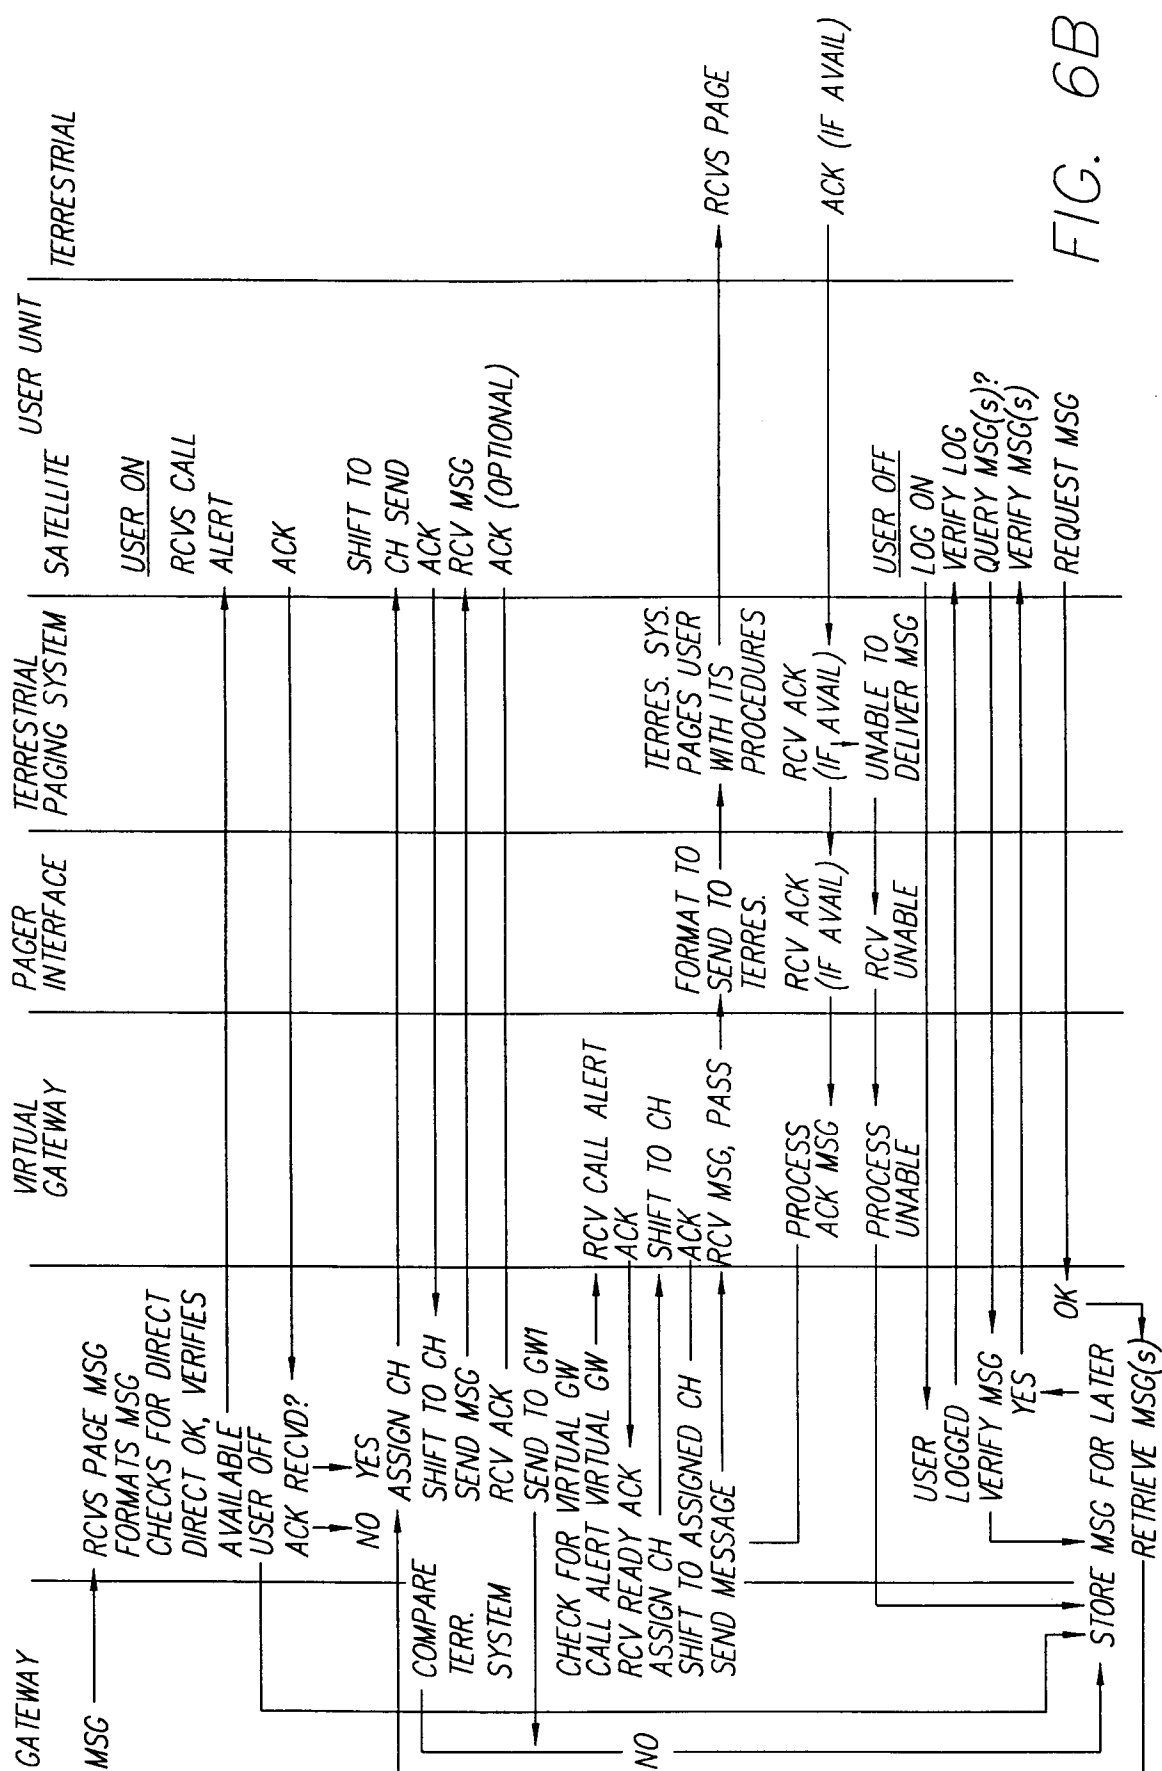 GATEWAY
VIRTUAL
GATEWAY
PAGER
INTERFACE
TERRESTRIAL
PAGING SYSTEM
SATELLITE USER UNIT
TERRESTRIAL
MSG
RCVS PAGE MSG
FORMATS MSG
CHECKS FOR DIRECT
DIRECT OK, VERIFIES
AVAILABLE
USER OFF
ACK RECVD?
NO YES
USER ON
RCVS CALL
ALERT
ACK
ASSIGN CH
SHIFT TO CH
SEND MSG
RCV ACK
SEND TO GW1
SHIFT TO
CH SEND
ACK
RCV MSG
ACK (OPTIONAL)
COMPARE
TERR.
SYSTEM
NO
CHECK FOR VIRTUAL GW
CALL ALERT VIRTUAL GW
RCV READY ACK
ASSIGN CH
SHIFT TO ASSIGNED CH
SEND MESSAGE
RCV CALL ALERT
ACK
SHIFT TO CH
ACK
RCV MSG, PASS
FORMAT TO
SEND TO
TERRES.
TERRES. SYS.
PAGES USER
WITH ITS
PROCEDURES
RCVS PAGE
PROCESS
ACK MSG
RCV ACK
(IF AVAIL)
RCV ACK
(IF AVAIL)
ACK (IF AVAIL)
PROCESS
UNABLE
RCV
UNABLE
UNABLE TO
DELIVER MSG
USER OFF
LOG ON
VERIFY LOG
QUERY MSG(s)?
VERIFY MSG(s)
REQUEST MSG
USER
LOGGED
VERIFY MSG
YES
OK
STORE MSG FOR LATER
RETRIEVE MSG(s)
FIG. 6B